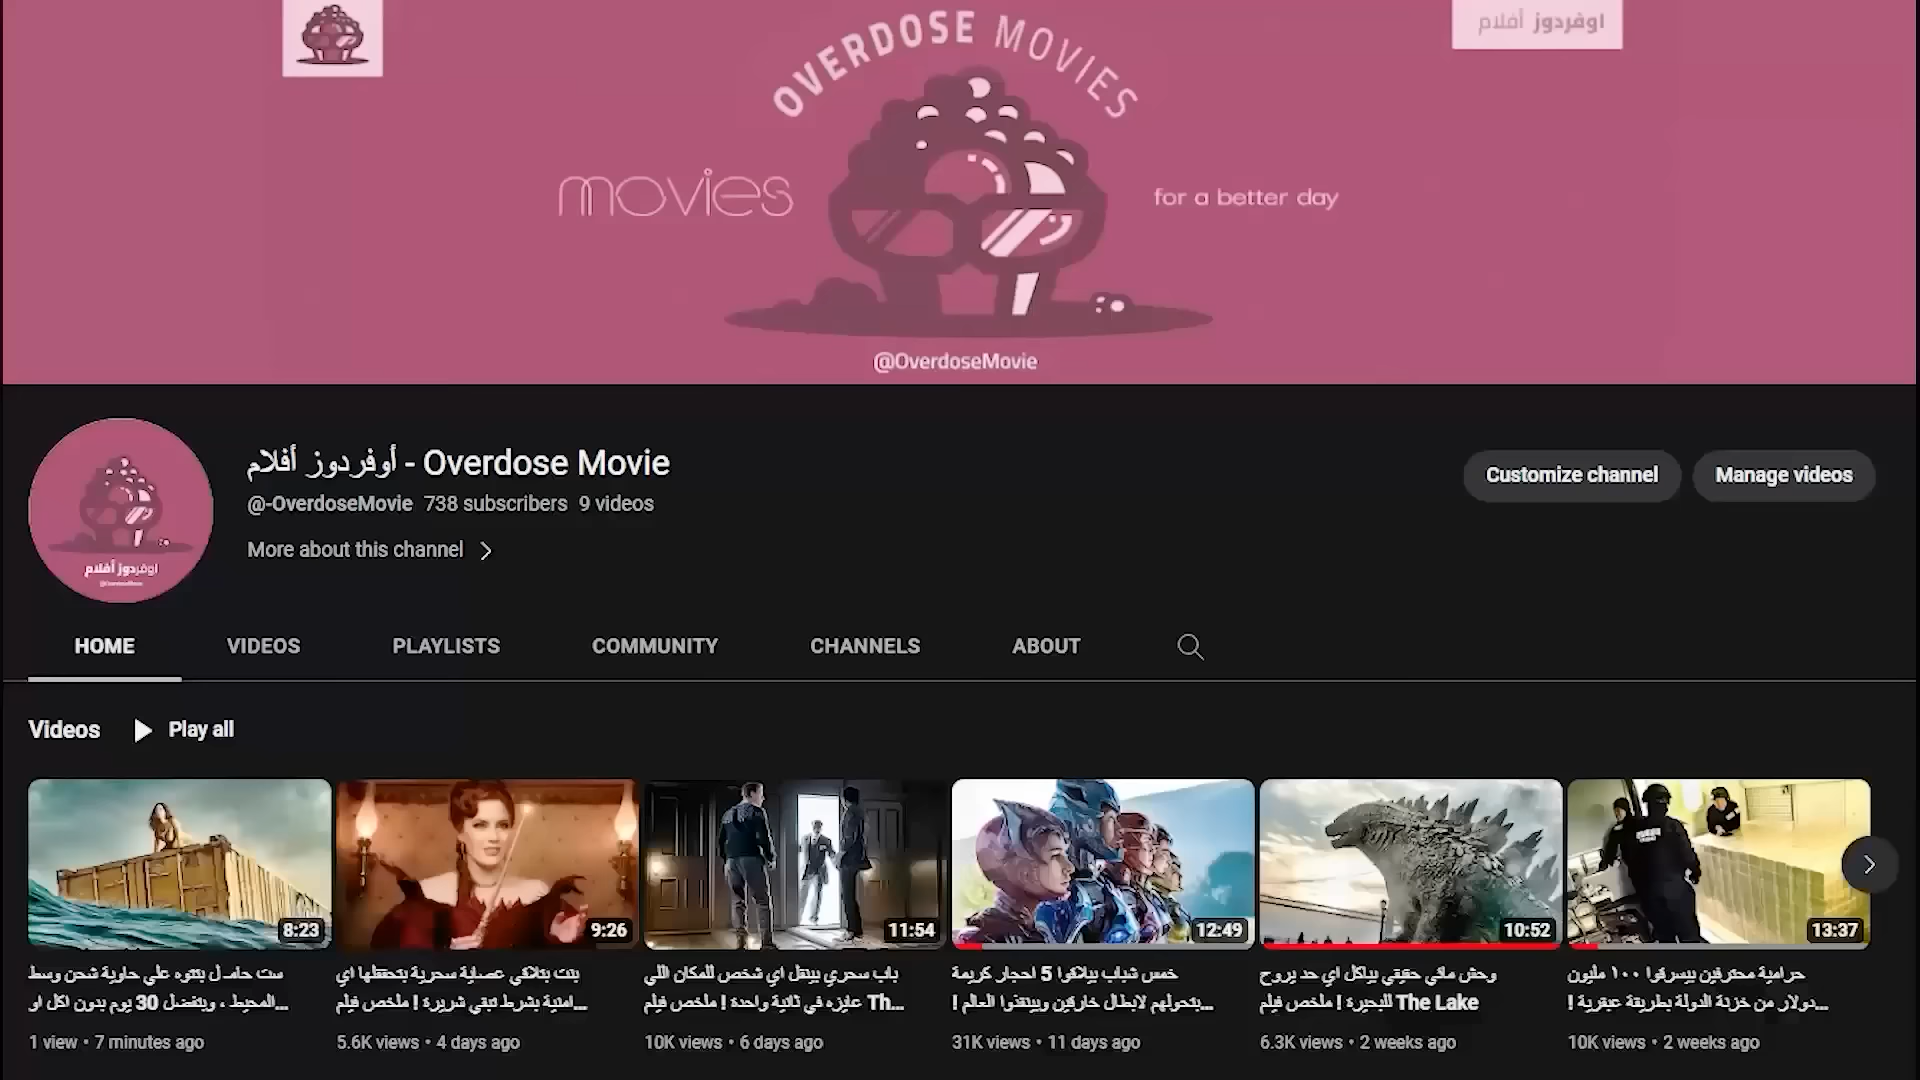 OVERDOSE MOVIES
اوفردوز أفلام
movies
for a better day
@OverdoseMovie
أوفردوز أفلام - Overdose Movie
@-OverdoseMovie 738 subscribers 9 videos
More about this channel
Customize channel
Manage videos
اوفردوز أفلام
HOME
VIDEOS
PLAYLISTS
COMMUNITY
CHANNELS
ABOUT
Videos
Play all
8:23
9:26
11:54
12:49
10:52
13:37
ست حامل بتتوه علي حاوية شحن وسط
المحيط ، وبتفضل 30 يوم بدون اكل او...
1 view • 7 minutes ago
بنت بتلاقي عصاية سحرية بتحققلها اي
امنية بشرط تبقي شريرة ! ملخص فيلم...
5.6K views • 4 days ago
باب سحري بينقل اي شخص للمكان اللي
عايزه في ثانية واحدة ! ملخص فيلم Th...
10K views • 6 days ago
خمس شباب بيلاقوا 5 احجار كريمة
بتحولهم لابطال خارقين وبينقذوا العالم !...
31K views • 11 days ago
وحش مائي حقيقي بياكل اي حد يروح
للبحيرة ! ملخص فيلم The Lake
6.3K views • 2 weeks ago
حرامية محترفين بيسرقوا ١٠٠ مليون
دولار من خزنة الدولة بطريقة عبقرية !...
10K views • 2 weeks ago